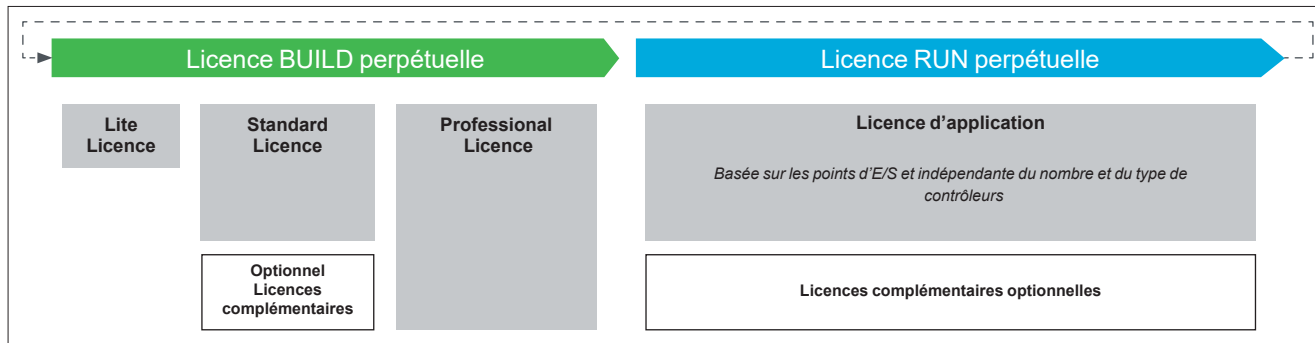 Licence BUILD perpétuelle
Licence RUN perpétuelle
Lite
Licence
Standard
Licence
Professional
Licence
Licence d'application
Basée sur les points d'E/S et indépendante du nombre et du type de
contrôleurs
Optionnel
Licences
complémentaires
Licences complémentaires optionnelles